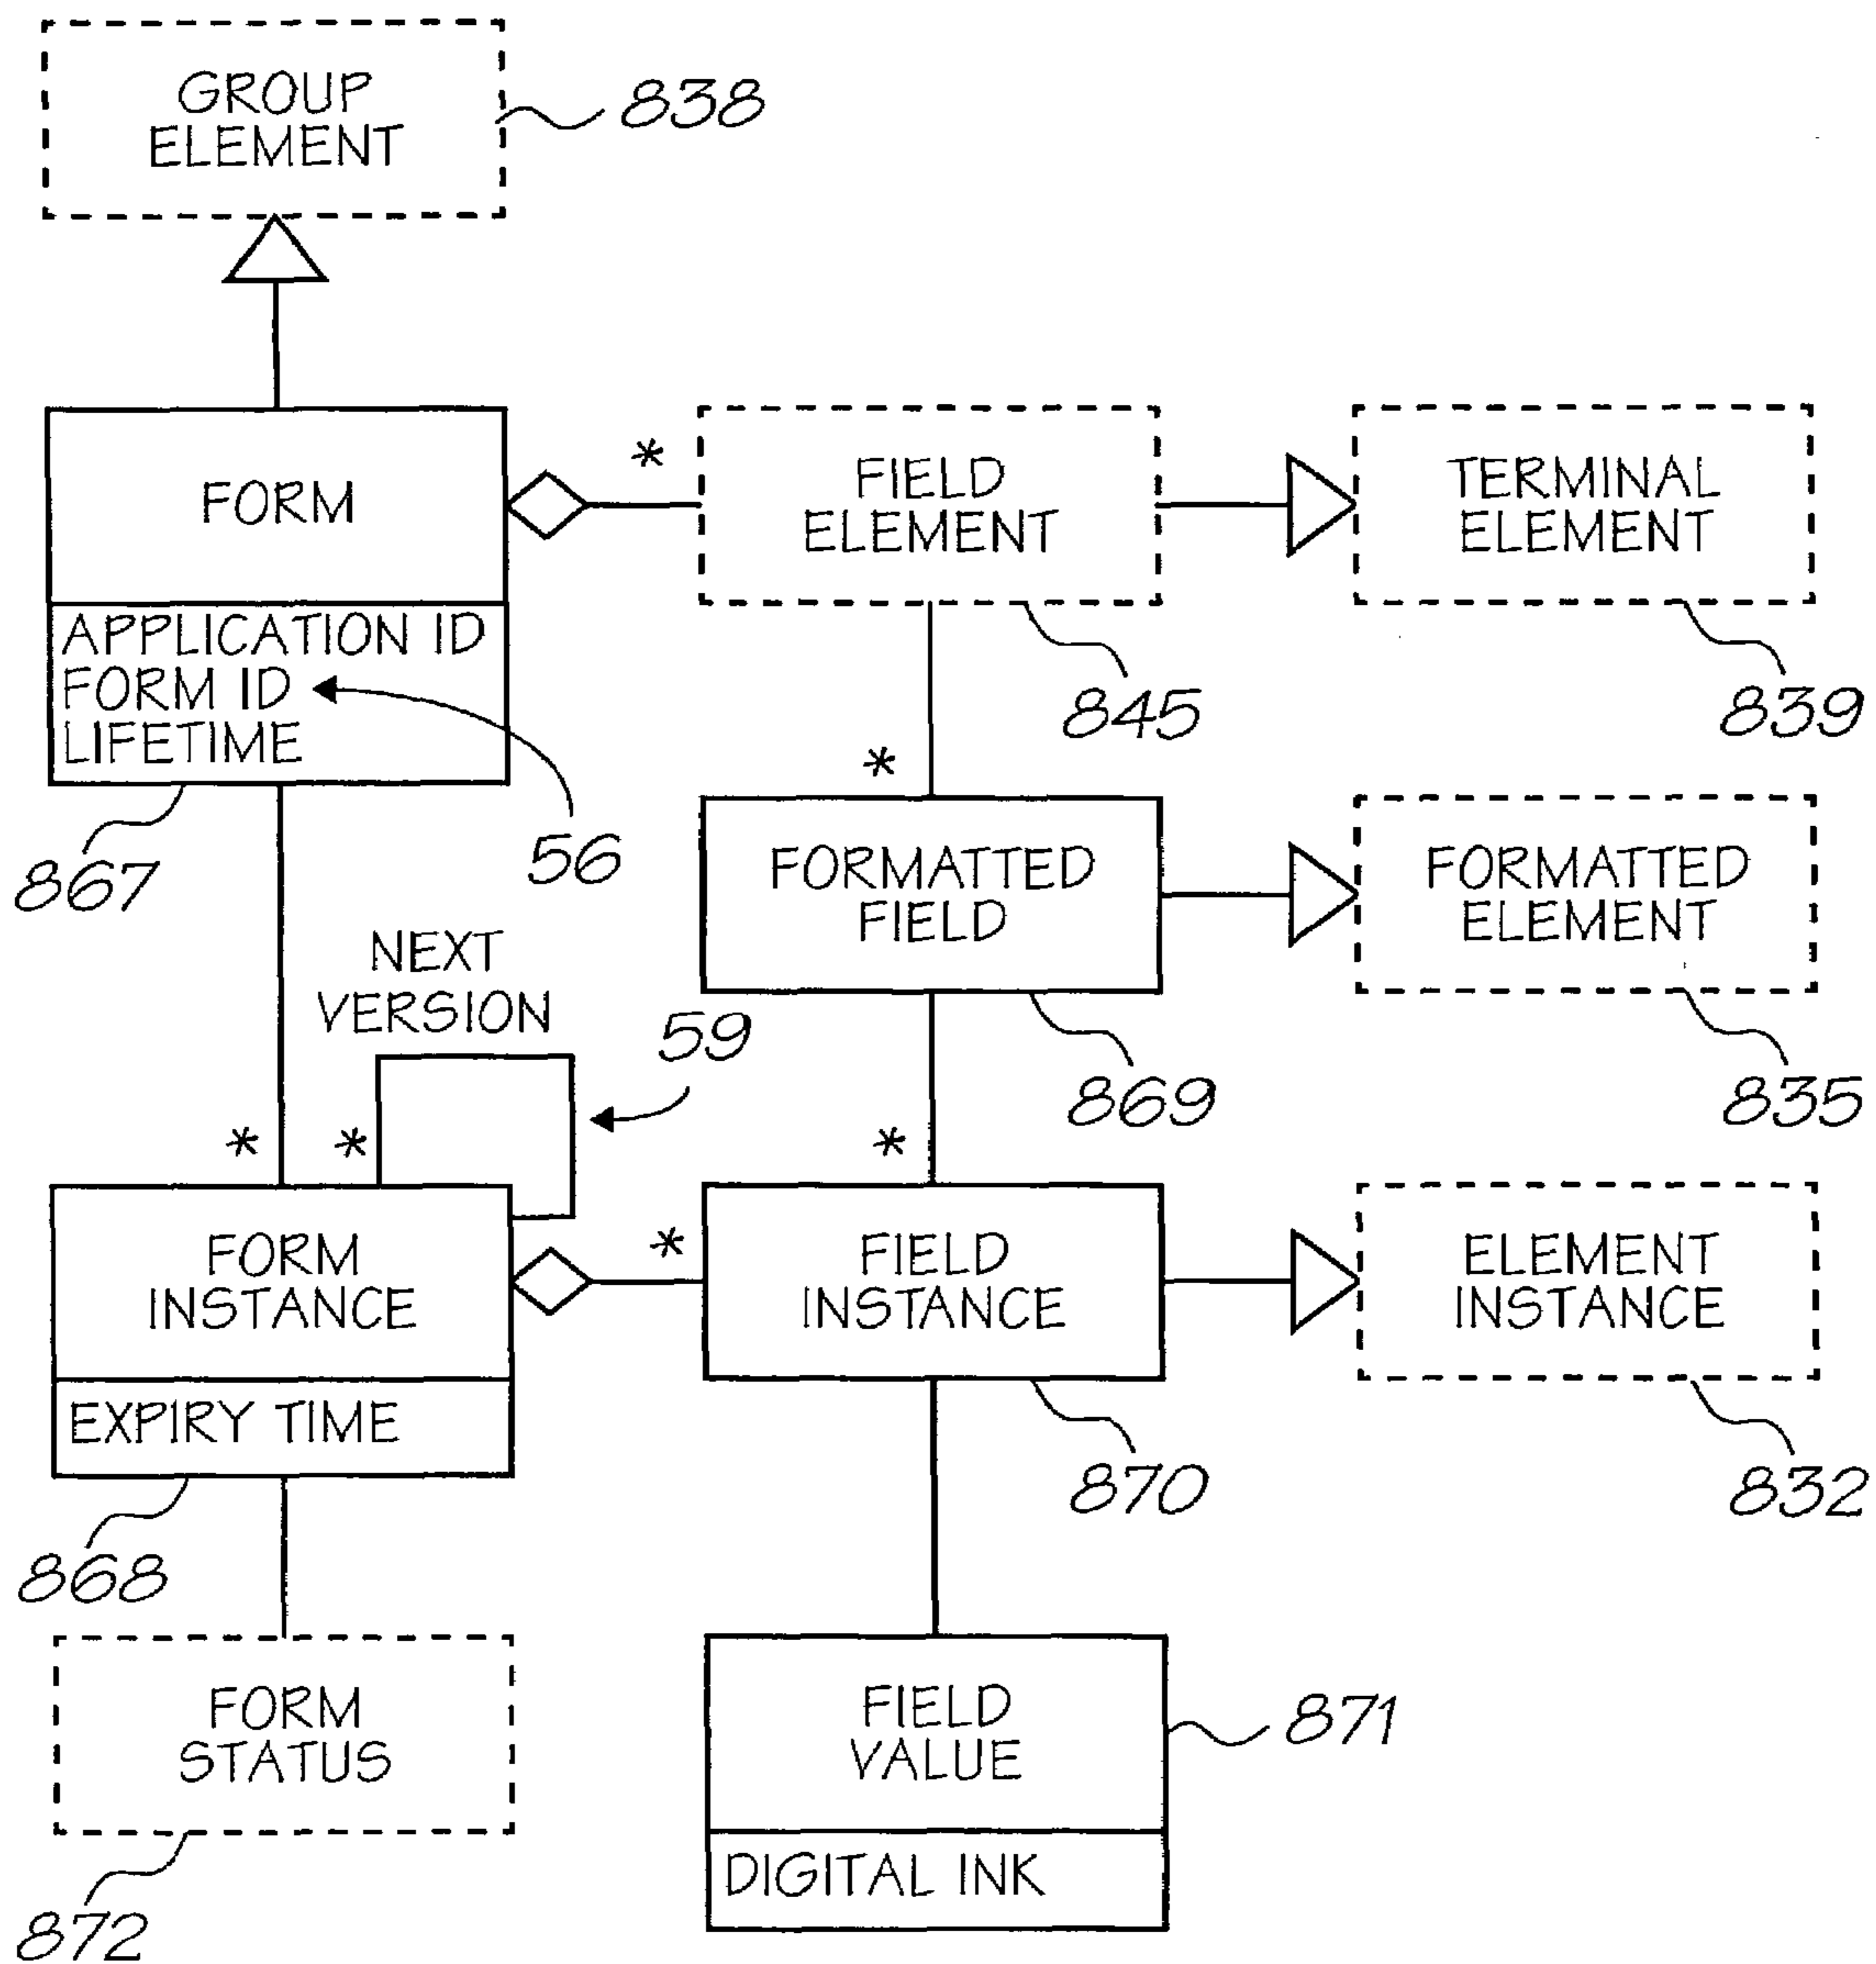 GROUP
ELEMENT
838
FORM
*
FIELD
ELEMENT
TERMINAL
ELEMENT
APPLICATION ID
FORM ID
LIFETIME
845
839
867
56
*
FORMATTED
FIELD
FORMATTED
ELEMENT
NEXT
VERSION
59
869
835
*
*
*
FORM
INSTANCE
*
FIELD
INSTANCE
ELEMENT
INSTANCE
EXPIRY TIME
870
832
868
FORM
STATUS
FIELD
VALUE
871
DIGITAL INK
872